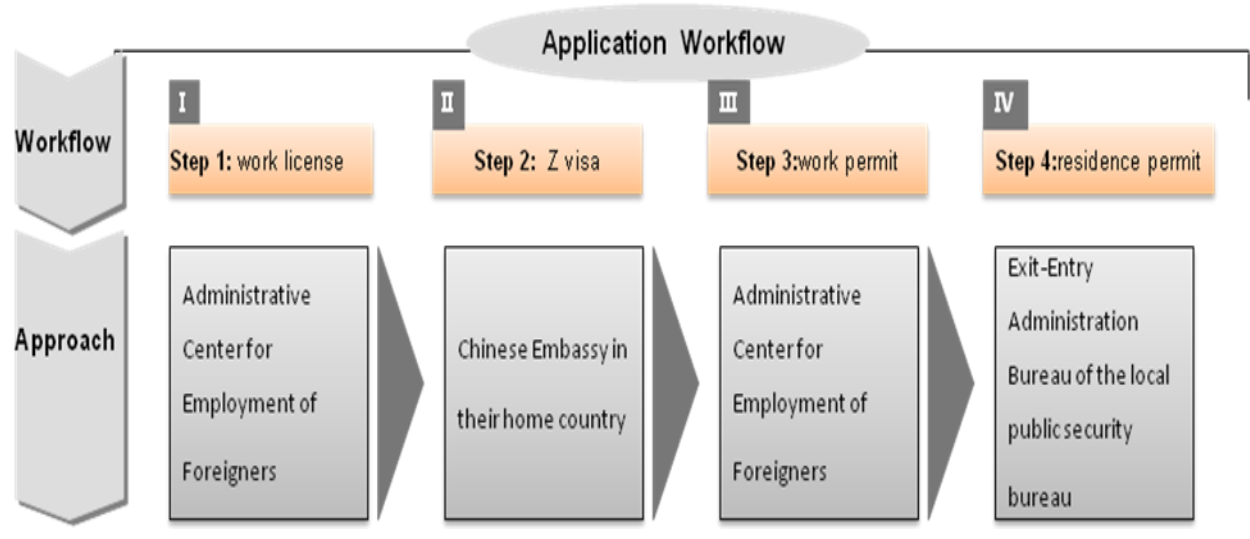 Application Workflow
Workflow
I
II
III
IV
Step 1: work license
Step 2: Z visa
Step 3:work permit
Step 4:residence permit
Approach
Administrative
Center for
Employment of
Foreigners
Chinese Embassy in
their home country
Administrative
Center for
Employment of
Foreigners
Exit-Entry
Administration
Bureau of the local
public security
bureau